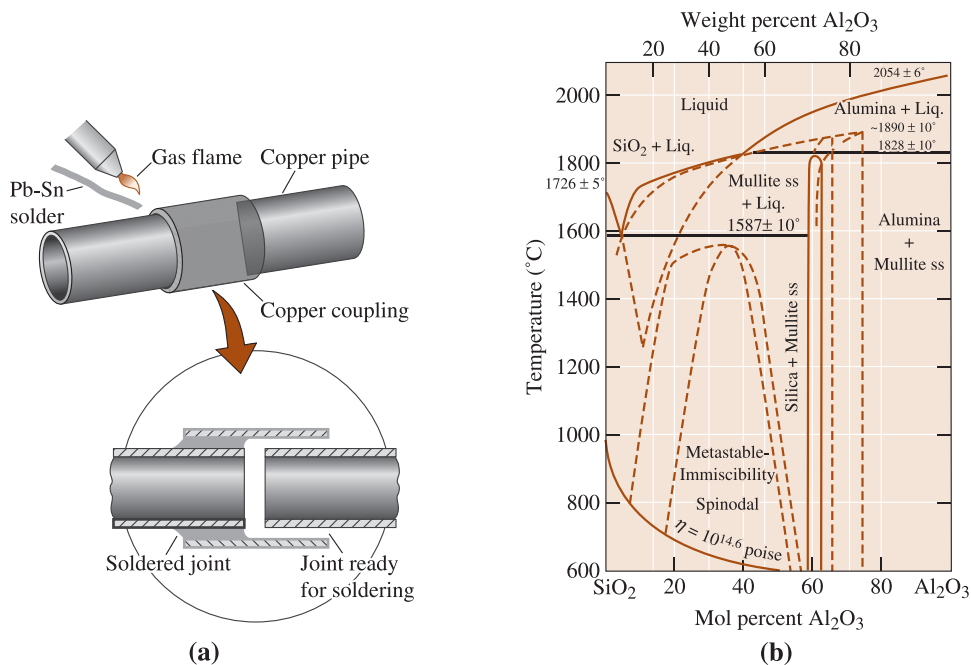 Gas flame
Copper pipe
Pb-Sn
solder
Copper coupling
Soldered joint
Joint ready
for soldering
(a)
Weight percent Al₂O₃
20 40 60 80
2054 ± 6°
2000
Liquid
Alumina + Liq.
~1890 ± 10°
SiO₂ + Liq.
1828 ± 10°
1800
1726 ± 5°
Mullite ss
+ Liq.
1587± 10°
Alumina
+
Mullite ss
1600
Temperature (°C)
1400
Silica + Mullite ss
1200
1000
Metastable-
Immiscibility
Spinodal
800
η = 10¹⁴·⁶ poise
600
SiO₂ 20 40 60 80 Al₂O₃
Mol percent Al₂O₃
(b)